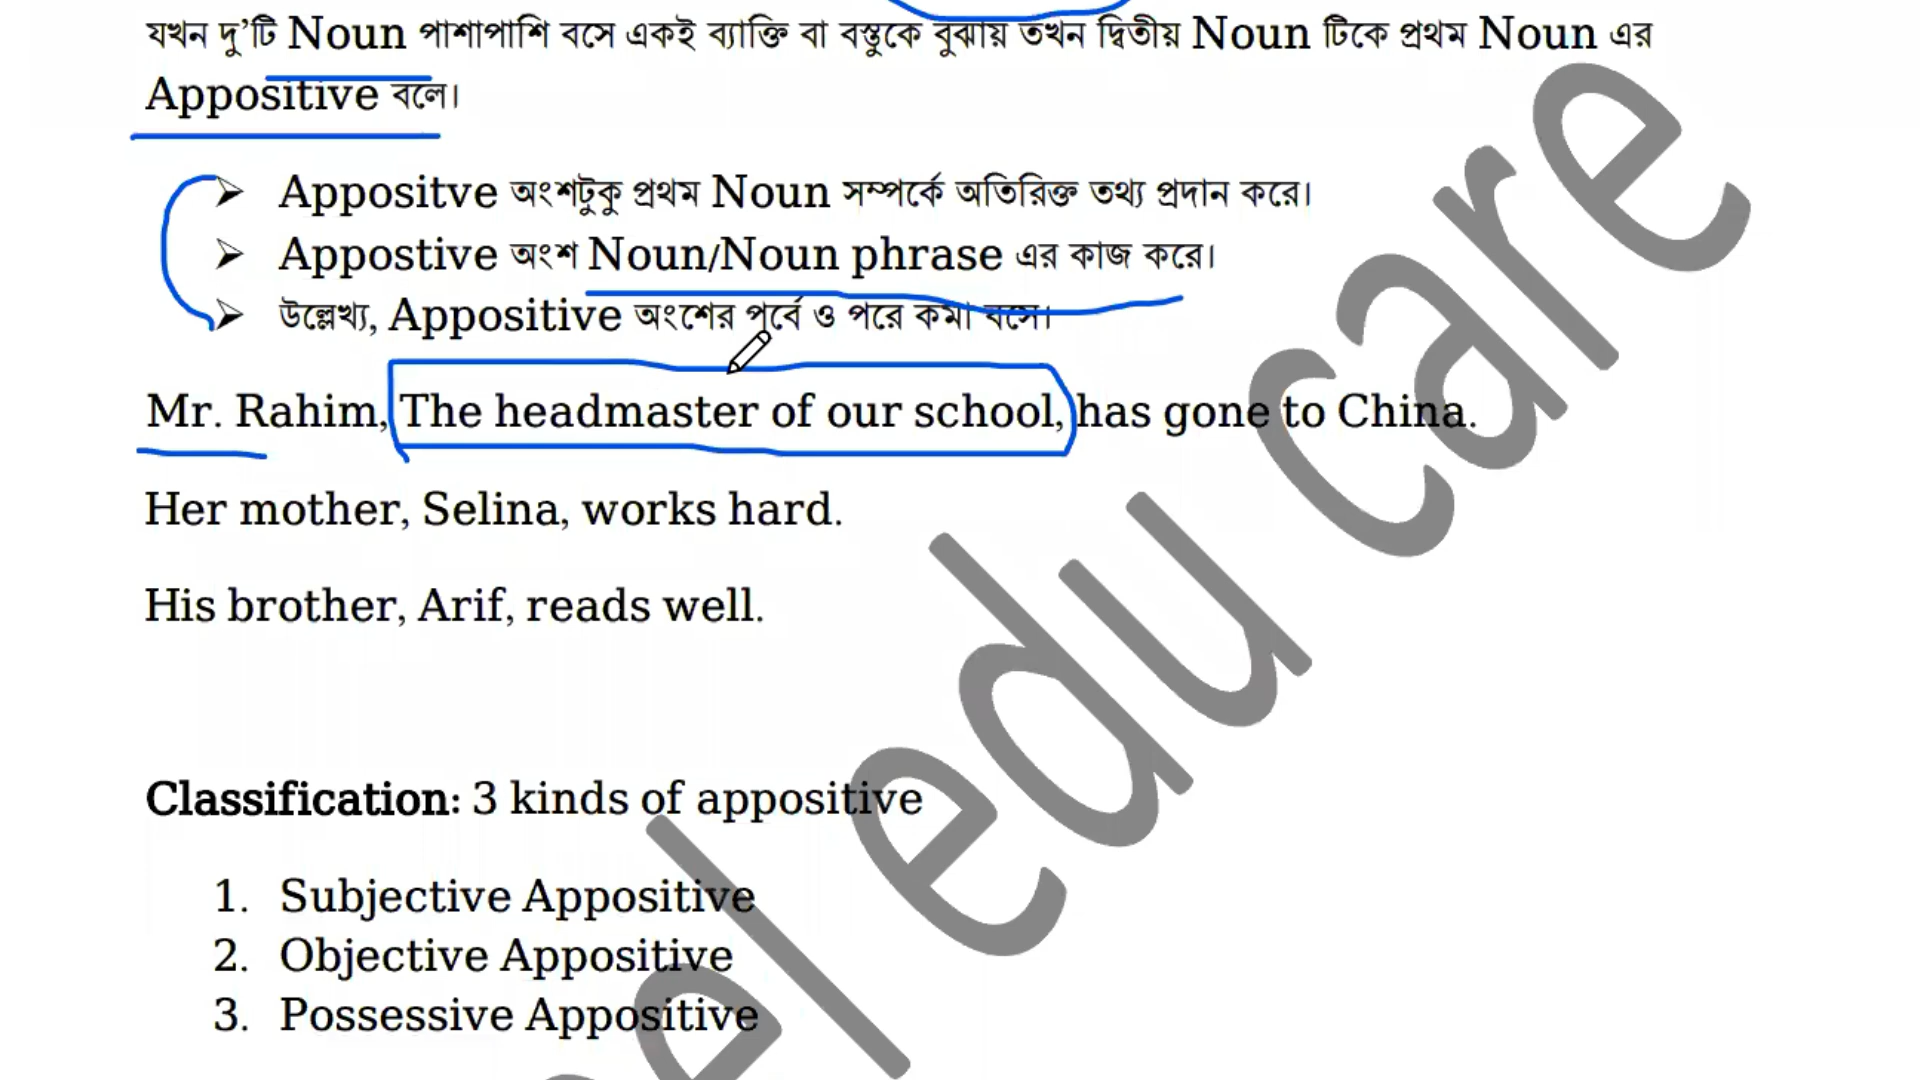 যখন দু’টি Noun পাশাপাশি বসে একই ব্যাক্তি বা বস্তুকে বুঝায় তখন দ্বিতীয় Noun টিকে প্রথম Noun এর
Appositive বলে।
➢ Appositve অংশটুকু প্রথম Noun সম্পর্কে অতিরিক্ত তথ্য প্রদান করে।
➢ Appostive অংশ Noun/Noun phrase এর কাজ করে।
➢ উল্লেখ্য, Appositive অংশের পূর্বে ও পরে কমা বসে।
Mr. Rahim, The headmaster of our school, has gone to China.
Her mother, Selina, works hard.
His brother, Arif, reads well.
Classification: 3 kinds of appositive
1. Subjective Appositive
2. Objective Appositive
3. Possessive Appositive
edu care